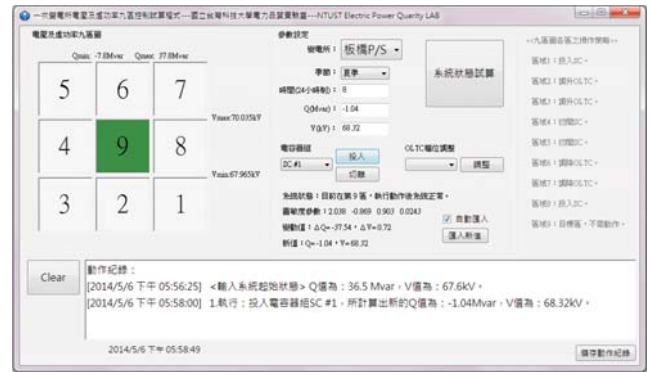 一次變電所電壓及虛功率九區控制試算程式---國立台灣科技大學電力品質實驗室---NTUST Electric Power Quarity LAB
電壓及虛功率九區圖
Qmin: -7.8Mvar Qmax: 37.8Mvar
5 6 7
4 9 8
3 2 1
Vmax:70.035kV
Vmin:67.965kV
參數設定
變電所： 板橋P/S
季節： 夏季
時間(24小時制)： 8
Q(Mvar)： -1.04
V(kV)： 68.32
系統狀態試算
電容器組
SC #1
投入
切離
OLTC檔位調整
調整
系統狀態：目前在第 9 區，執行動作後系統正常。
靈敏度參數：2.038 -0.869 0.903 0.0243
變動值：△Q=-37.54，△V=0.72
新值：Q=-1.04，V=68.32
自動匯入
匯入新值
<<九區圖各區之操作策略>>
區域1：投入SC。
區域2：調升OLTC。
區域3：調升OLTC。
區域4：切離SC。
區域5：切離SC。
區域6：調降OLTC。
區域7：調降OLTC。
區域8：投入SC。
區域9：目標區，不需動作。
Clear
動作紀錄：
[2014/5/6 下午 05:56:25] <輸入系統起始狀態> Q值為：36.5 Mvar，V值為：67.6kV。
[2014/5/6 下午 05:58:00] 1.執行：投入電容器組SC #1，所計算出新的Q值為：-1.04Mvar，V值為：68.32kV。
2014/5/6 下午 05:58:49
儲存動作紀錄